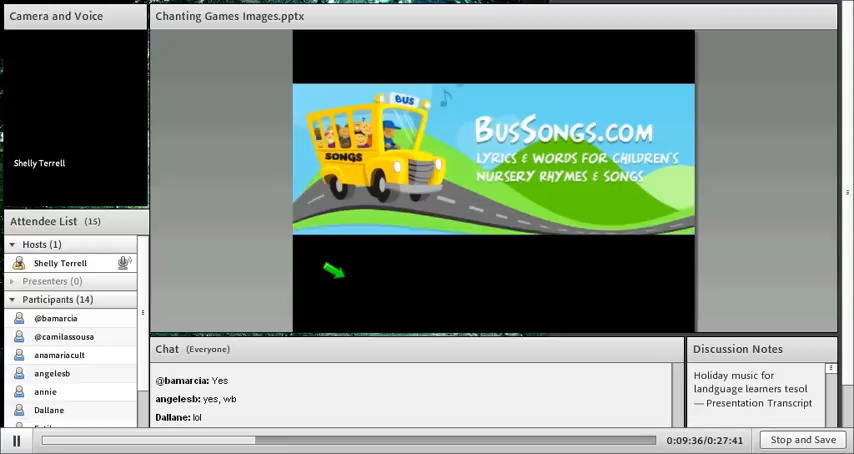 Camera and Voice
Chanting Games Images.pptx
Shelly Terrell
BUS
SONGS
BUSSONGS.COM
LYRICS & WORDS FOR CHILDREN'S
NURSERY RHYMES & SONGS
Attendee List (15)
Hosts (1)
Shelly Terrell
Presenters (0)
Participants (14)
@bamarcia
@camilassousa
anamariacult
angelesb
annie
Dallane
Chat (Everyone)
@bamarcia: Yes
angelesb: yes, wb
Dallane: lol
Discussion Notes
Holiday music for
landguage learners tesol
— Presentation Transcript
0:09:36/0:27:41
Stop and Save